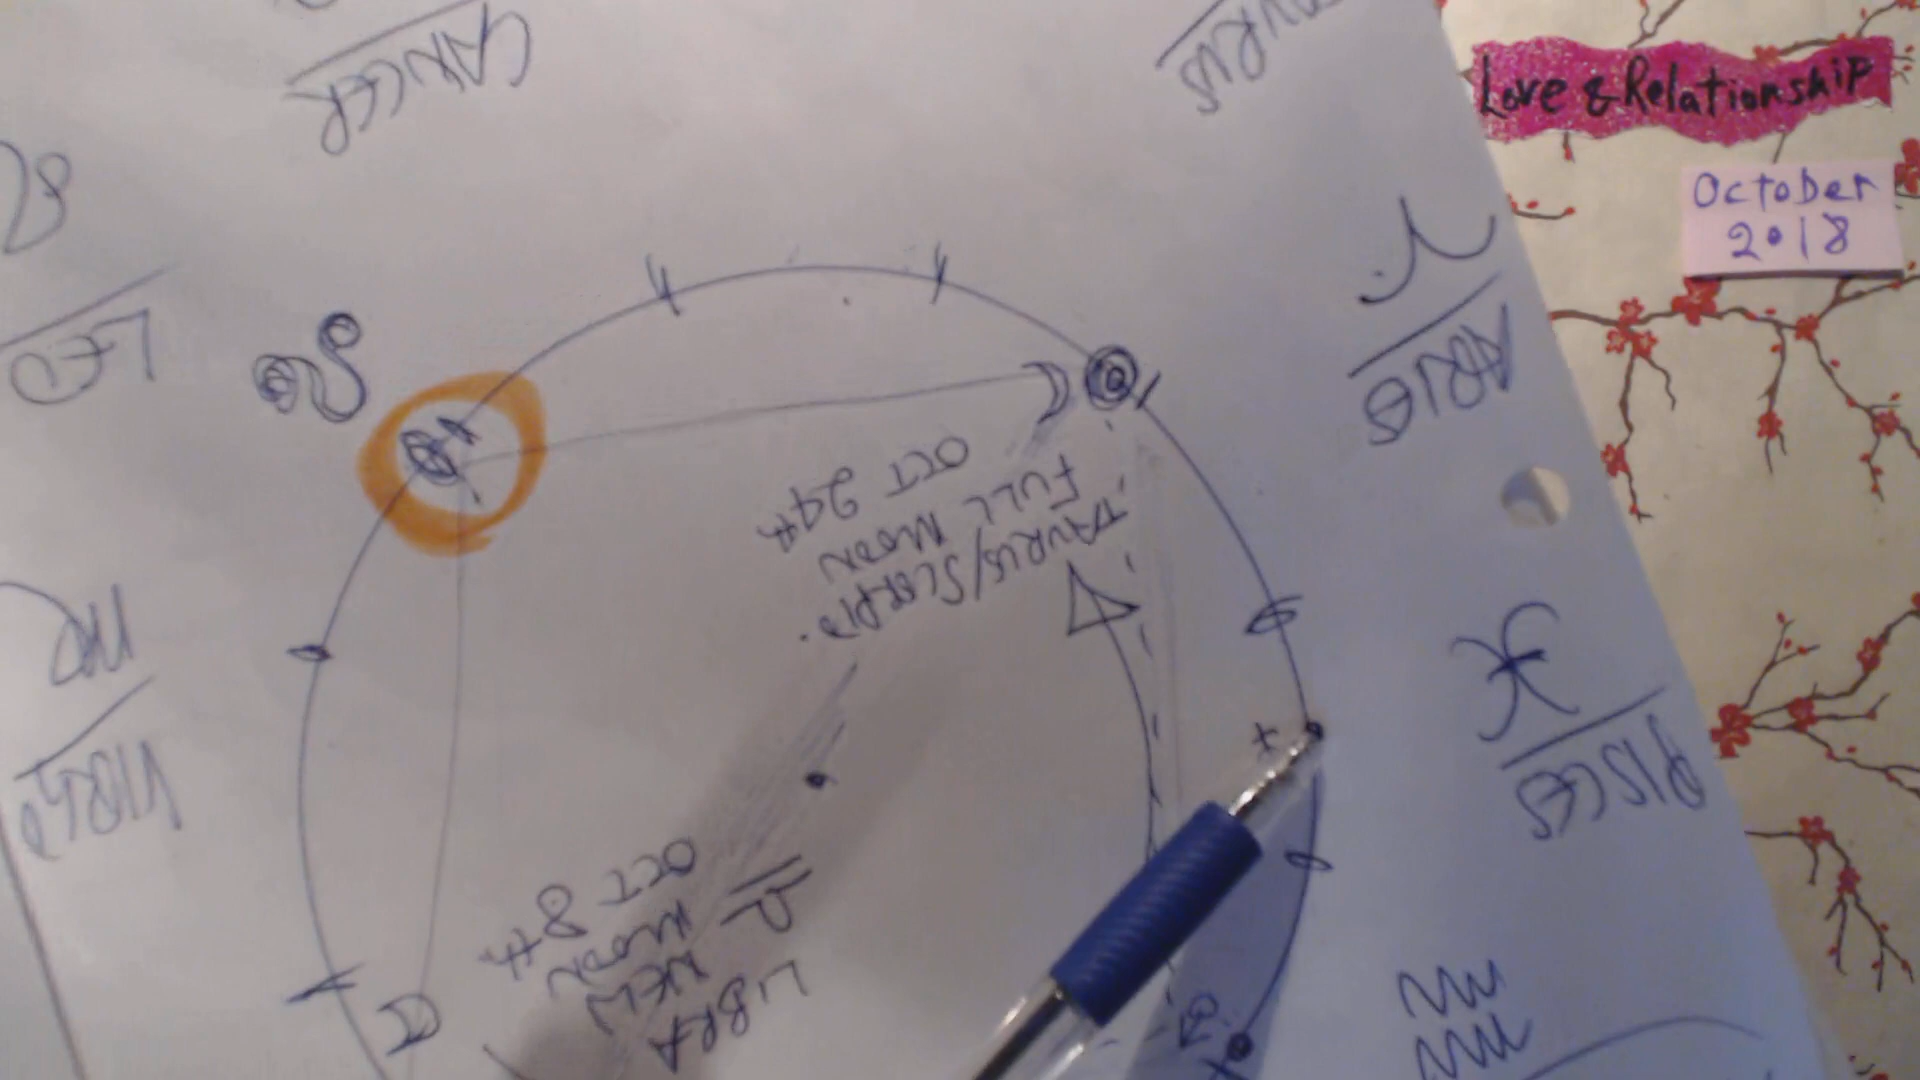 Love & Relationship
October
2018
TAURUS
CANCER
ARIES
LEO
PISCES
VIRGO
TAURUS/SCORPIO
FULL MOON
OCT 24th
LIBRA
NEW
MOON
OCT 8th